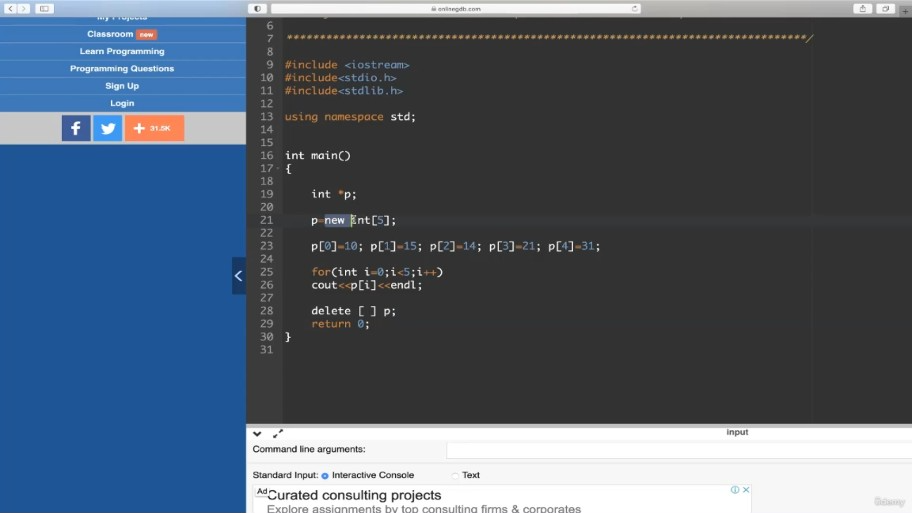 onlinegdb.com
My Projects
Classroom new
Learn Programming
Programming Questions
Sign Up
Login
f
+ 31.5K
6
7 *******************************************************************************/
8
9 #include <iostream>
10 #include<stdio.h>
11 #include<stdlib.h>
12
13 using namespace std;
14
15
16 int main()
17 {
18
19 int *p;
20
21 p=new int[5];
22
23 p[0]=10; p[1]=15; p[2]=14; p[3]=21; p[4]=31;
24
25 for(int i=0;i<5;i++)
26 cout<<p[i]<<endl;
27
28 delete [ ] p;
29 return 0;
30 }
31
input
Command line arguments:
Standard Input: Interactive Console Text
Ad
Curated consulting projects
Explore assignments by top consulting firms & corporates
Udemy